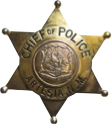 CHIEF OF POLICE
ARTESIA, N.M.